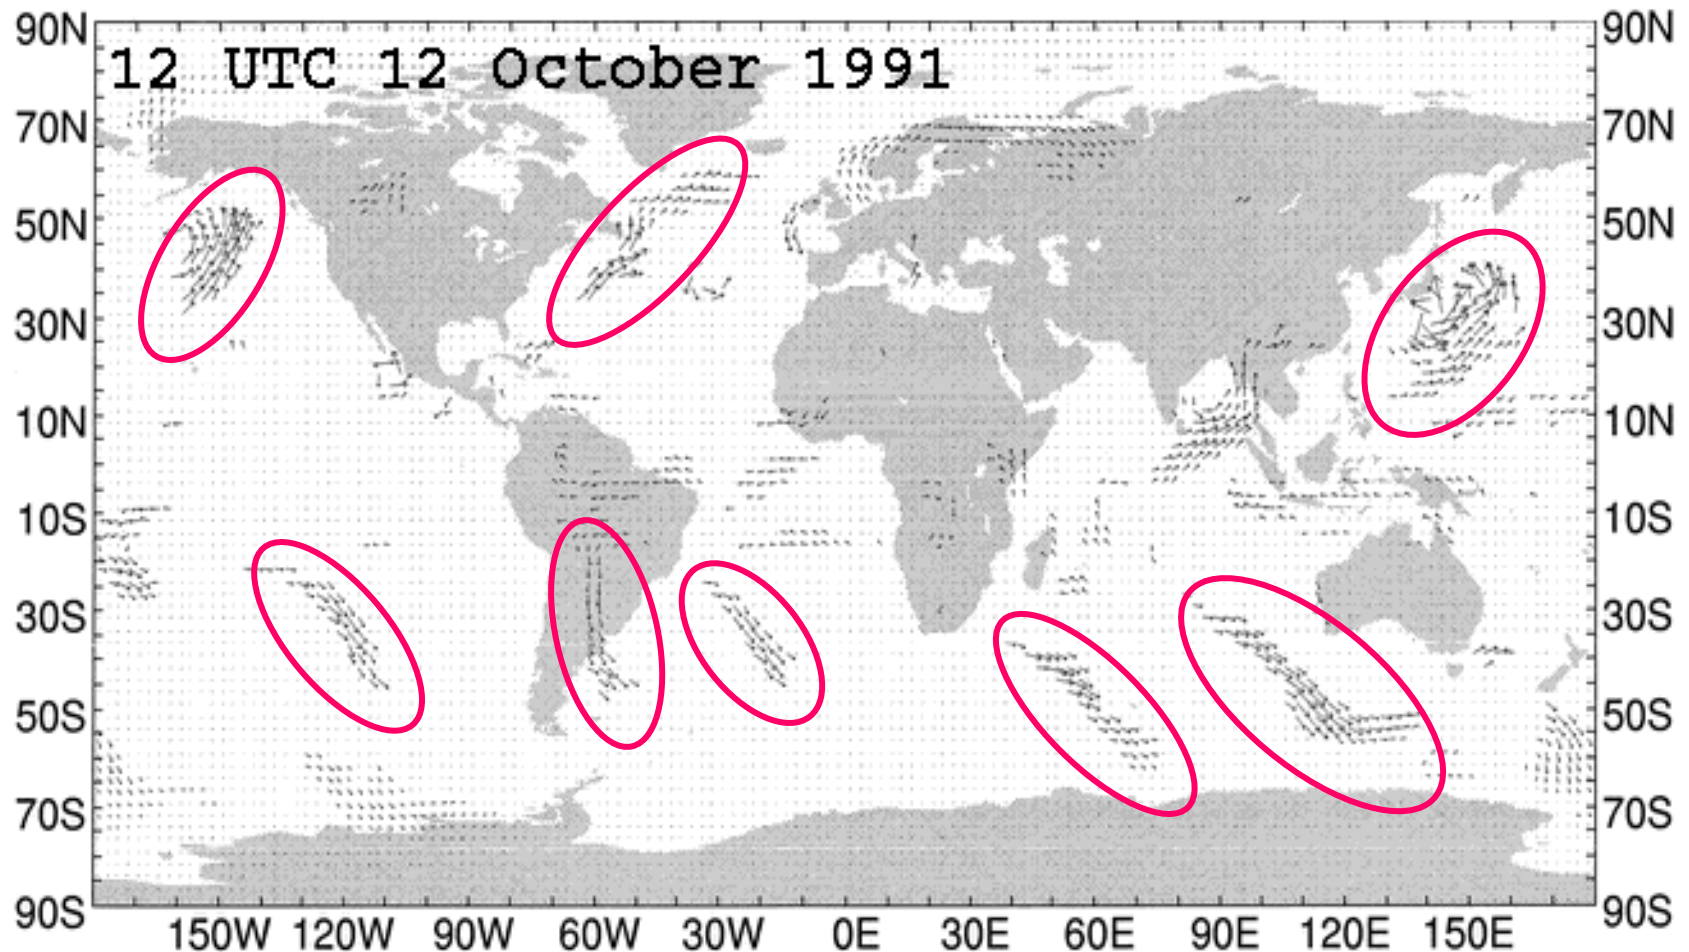 12 UTC 12 October 1991
90N 90N
70N 70N
50N 50N
30N 30N
10N 10N
10S 10S
30S 30S
50S 50S
70S 70S
90S 90S
150W 120W 90W 60W 30W 0E 30E 60E 90E 120E 150E